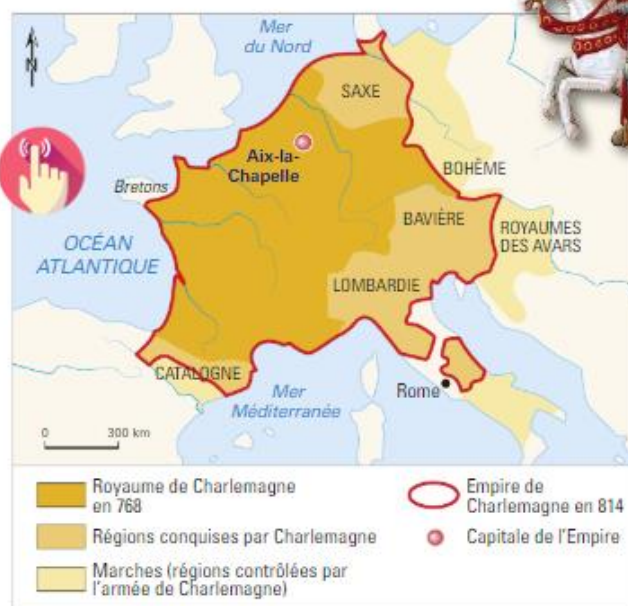 Mer
du Nord
N
SAXE
Aix-la-
Chapelle
BOHÊME
Bretons
BAVIÈRE
ROYAUMES
DES AVARS
OCÉAN
ATLANTIQUE
LOMBARDIE
CATALOGNE
Rome
Mer
Méditerranée
0 300 km
Royaume de Charlemagne
en 768
Régions conquises par Charlemagne
Marches (régions contrôlées par
l'armée de Charlemagne)
Empire de
Charlemagne en 814
Capitale de l'Empire